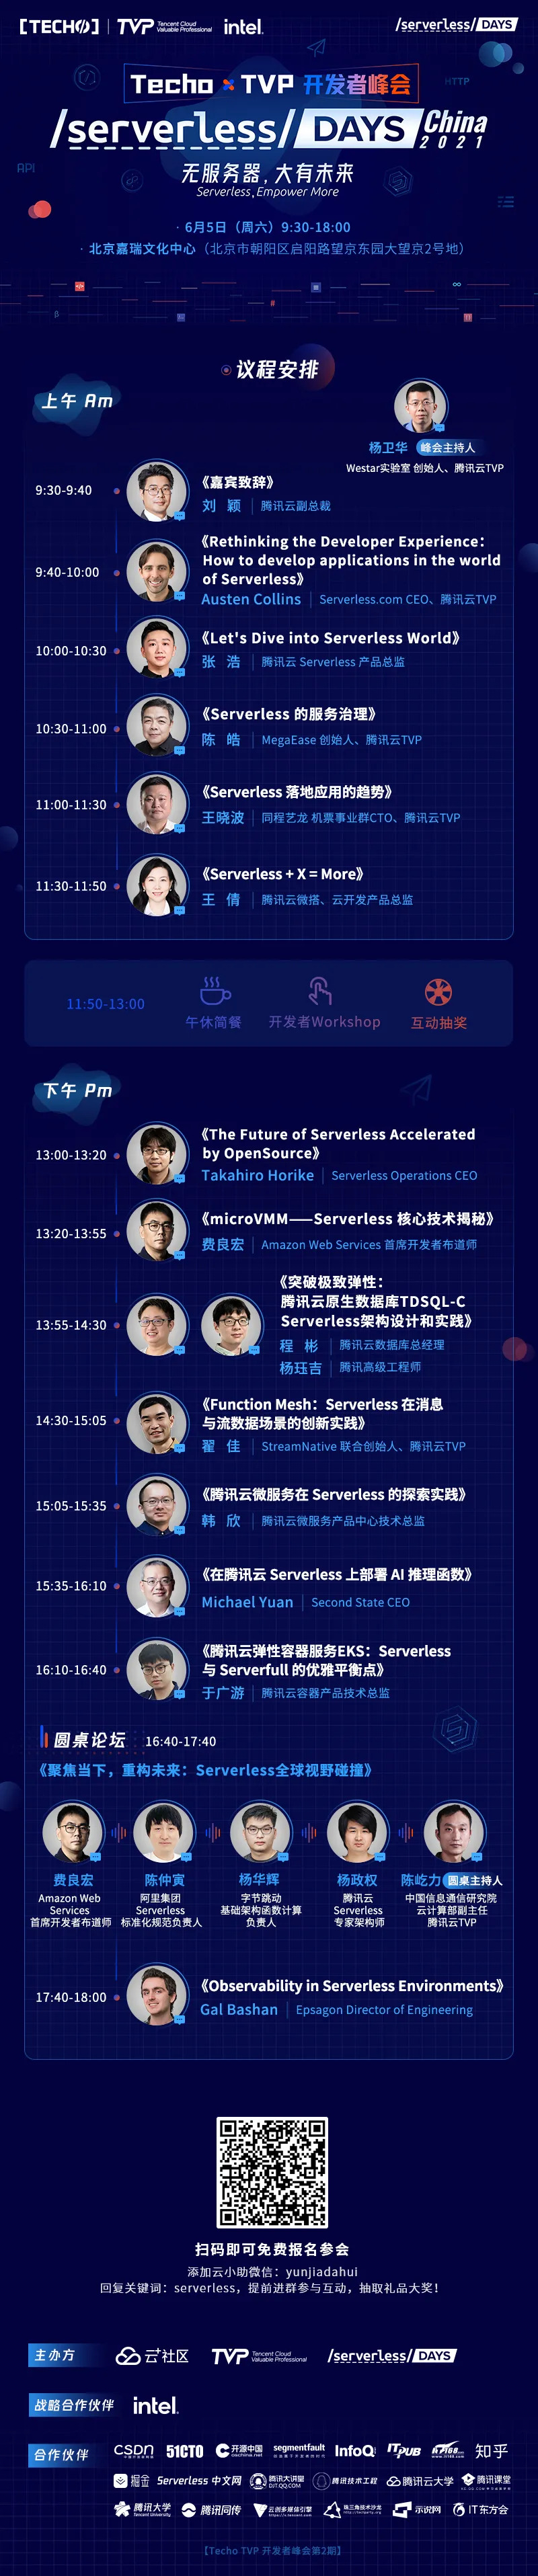 【TECHO】
TVP Tencent Cloud
Valuable Professional
intel.
/serverless/DAYS
Techo × TVP 开发者峰会
HTTP
/serverless/DAYS China
2021
API
无服务器，大有未来
Serverless, Empower More
· 6月5日（周六）9:30-18:00
· 北京嘉瑞文化中心（北京市朝阳区启阳路望京东园大望京2号地）
议程安排
上午 Am
杨卫华 峰会主持人
Westar实验室 创始人、腾讯云TVP
9:30-9:40
《嘉宾致辞》
刘 颖 腾讯云副总裁
9:40-10:00
《Rethinking the Developer Experience：
How to develop applications in the world
of Serverless》
Austen Collins Serverless.com CEO、腾讯云TVP
10:00-10:30
《Let's Dive into Serverless World》
张 浩 腾讯云 Serverless 产品总监
10:30-11:00
《Serverless 的服务治理》
陈 皓 MegaEase 创始人、腾讯云TVP
11:00-11:30
《Serverless 落地应用的趋势》
王晓波 同程艺龙 机票事业群CTO、腾讯云TVP
11:30-11:50
《Serverless + X = More》
王 倩 腾讯云微搭、云开发产品总监
11:50-13:00
午休简餐
开发者Workshop
互动抽奖
下午 Pm
13:00-13:20
《The Future of Serverless Accelerated
by OpenSource》
Takahiro Horike Serverless Operations CEO
13:20-13:55
《microVMM——Serverless 核心技术揭秘》
费良宏 Amazon Web Services 首席开发者布道师
13:55-14:30
《突破极致弹性：
腾讯云原生数据库TDSQL-C
Serverless架构设计和实践》
程 彬 腾讯云数据库总经理
杨珏吉 腾讯高级工程师
14:30-15:05
《Function Mesh：Serverless 在消息
与流数据场景的创新实践》
翟 佳 StreamNative 联合创始人、腾讯云TVP
15:05-15:35
《腾讯云微服务在 Serverless 的探索实践》
韩 欣 腾讯云微服务产品中心技术总监
15:35-16:10
《在腾讯云 Serverless 上部署 AI 推理函数》
Michael Yuan Second State CEO
16:10-16:40
《腾讯云弹性容器服务EKS：Serverless
与 Serverfull 的优雅平衡点》
于广游 腾讯云容器产品技术总监
圆桌论坛 16:40-17:40
《聚焦当下，重构未来：Serverless全球视野碰撞》
费良宏
Amazon Web
Services
首席开发者布道师
陈仲寅
阿里集团
Serverless
标准化规范负责人
杨华辉
字节跳动
基础架构函数计算
负责人
杨政权
腾讯云
Serverless
专家架构师
陈屹力 圆桌主持人
中国信息通信研究院
云计算部副主任
腾讯云TVP
17:40-18:00
《Observability in Serverless Environments》
Gal Bashan Epsagon Director of Engineering
扫码即可免费报名参会
添加云小助微信：yunjiadahui
回复关键词：serverless，提前进群参与互动，抽取礼品大奖！
主办方
云+社区
TVP Tencent Cloud
Valuable Professional
/serverless/DAYS
战略合作伙伴
intel.
合作伙伴
CSDN
51CTO
开源中国
oschina.net
segmentfault
InfoQ
ITPUB
知乎
掘金
Serverless 中文网
腾讯大讲堂
DJT.QQ.COM
腾讯技术工程
腾讯云大学
腾讯课堂
腾讯大学
Tencent University
腾讯同传
云创多媒体引擎
珠三角技术沙龙
示说网
IT东方会
【Techo TVP 开发者峰会第2期】